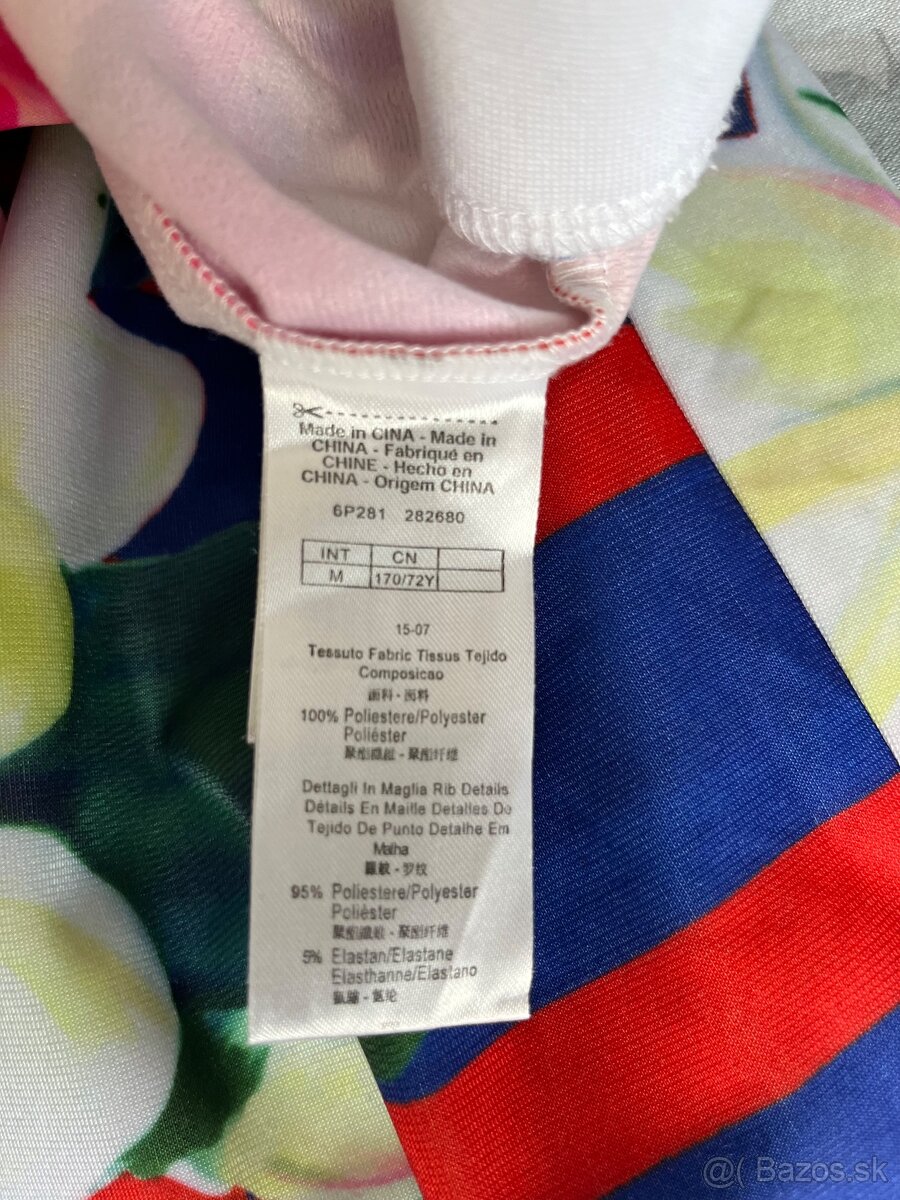 Made in CINA - Made in
CHINA - Fabriqué en
CHINE - Hecho en
CHINA - Origem CHINA
6P281 282680
INT CN
M 170/72Y
15-07
Tessuto Fabric Tissus Tejido
Composicao
面料 - 面料
100% Poliestere/Polyester
Poliéster
聚酯纖維 - 聚酯纤维
Dettagli In Maglia Rib Details
Détails En Maille Detalles De
Tejido De Punto Detalhe Em
Malha
羅紋 - 罗纹
95% Poliestere/Polyester
Poliéster
聚酯纖維 - 聚酯纤维
5% Elastan/Elastane
Elasthanne/Elastano
氨纶
@( Bazos.sk